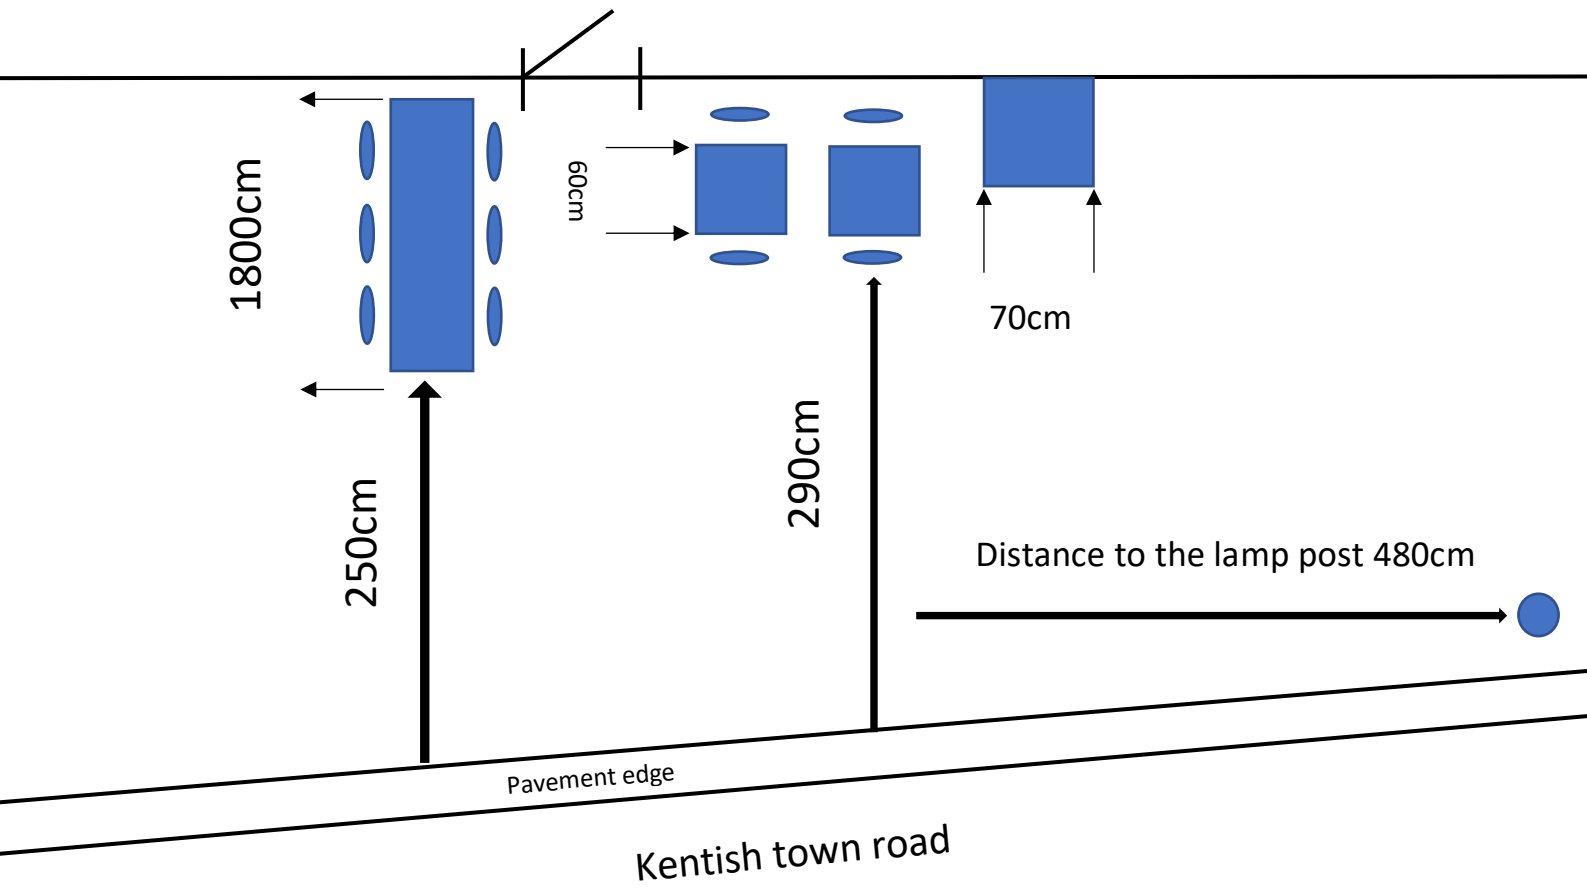 1800cm
60cm
70cm
250cm
290cm
Distance to the lamp post 480cm
Pavement edge
Kentish town road